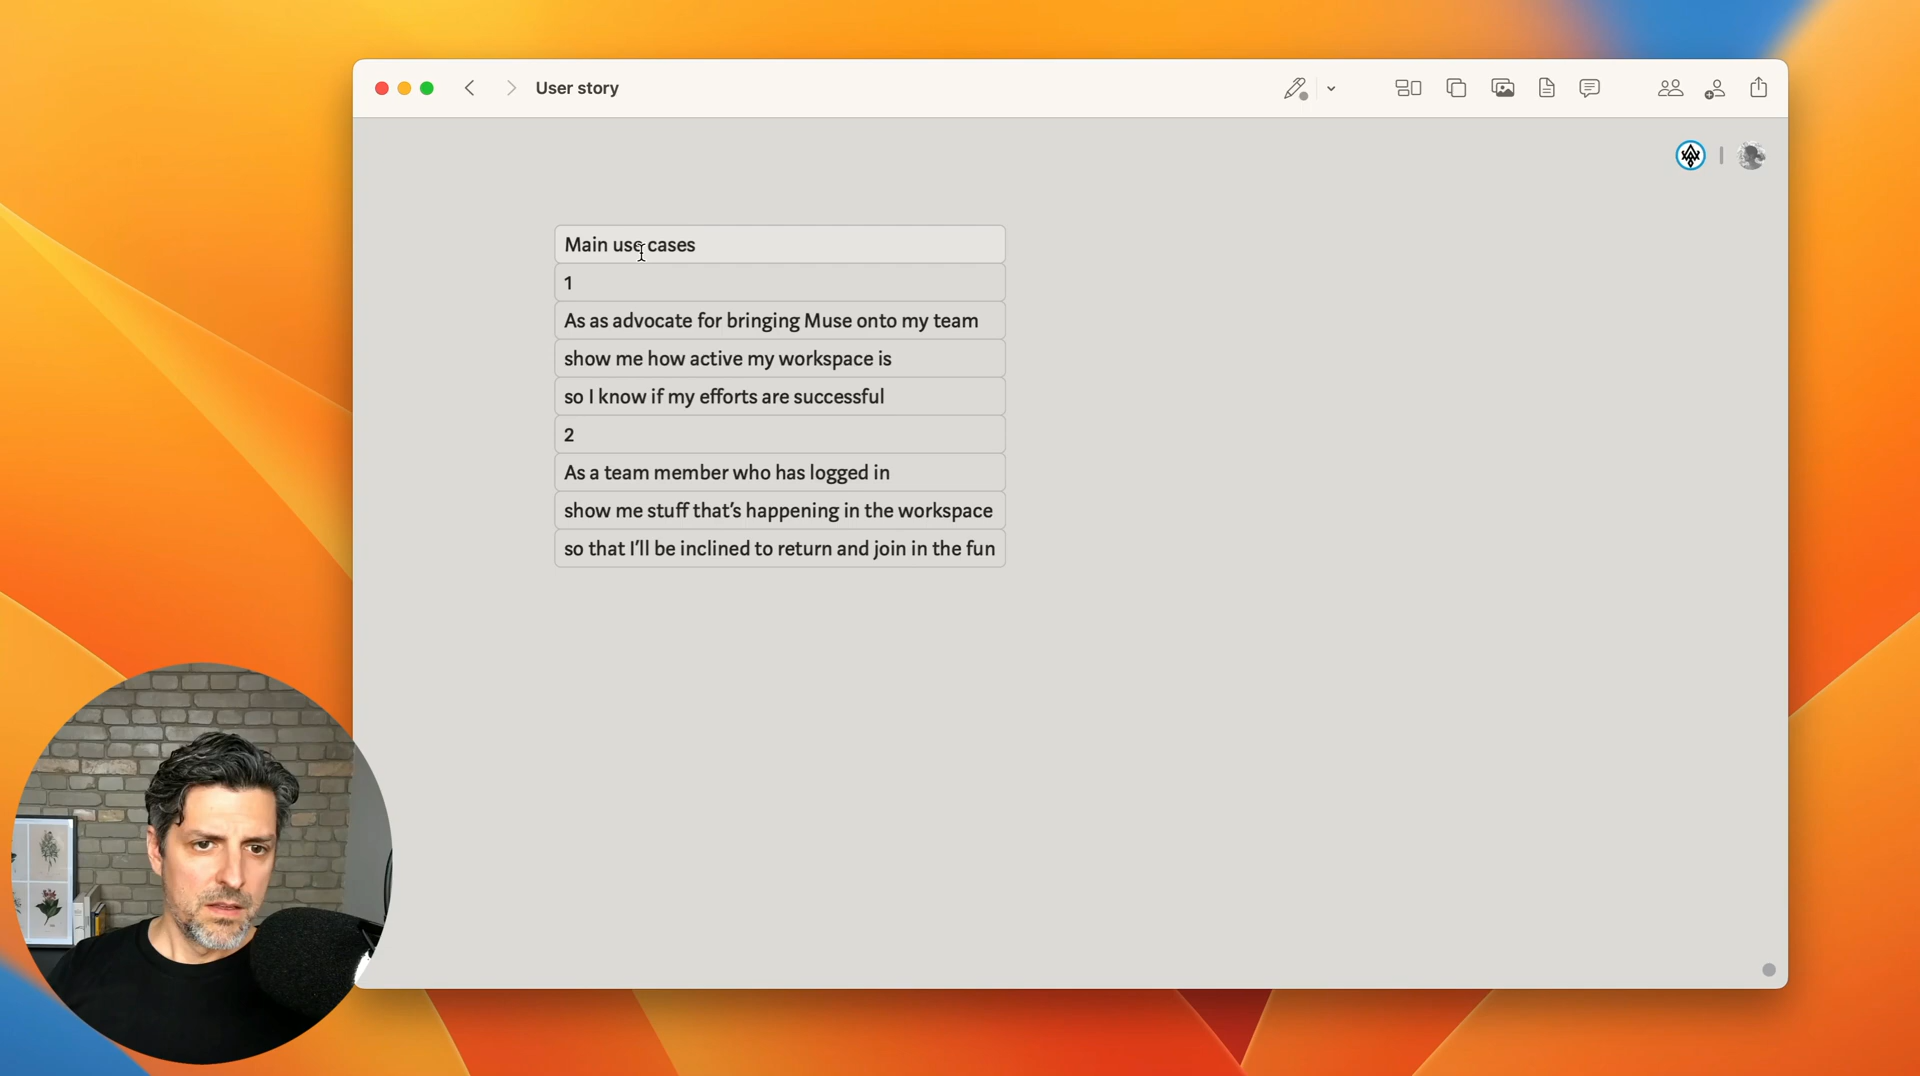 User story
Main use cases
1
As as advocate for bringing Muse onto my team
show me how active my workspace is
so I know if my efforts are successful
2
As a team member who has logged in
show me stuff that’s happening in the workspace
so that I’ll be inclined to return and join in the fun